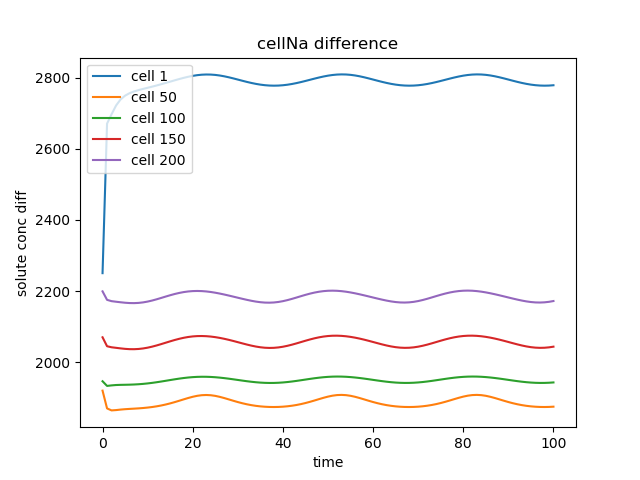 cellNa difference
cell 1
cell 50
cell 100
cell 150
cell 200
solute conc diff
2800
2600
2400
2200
2000
0 20 40 60 80 100
time